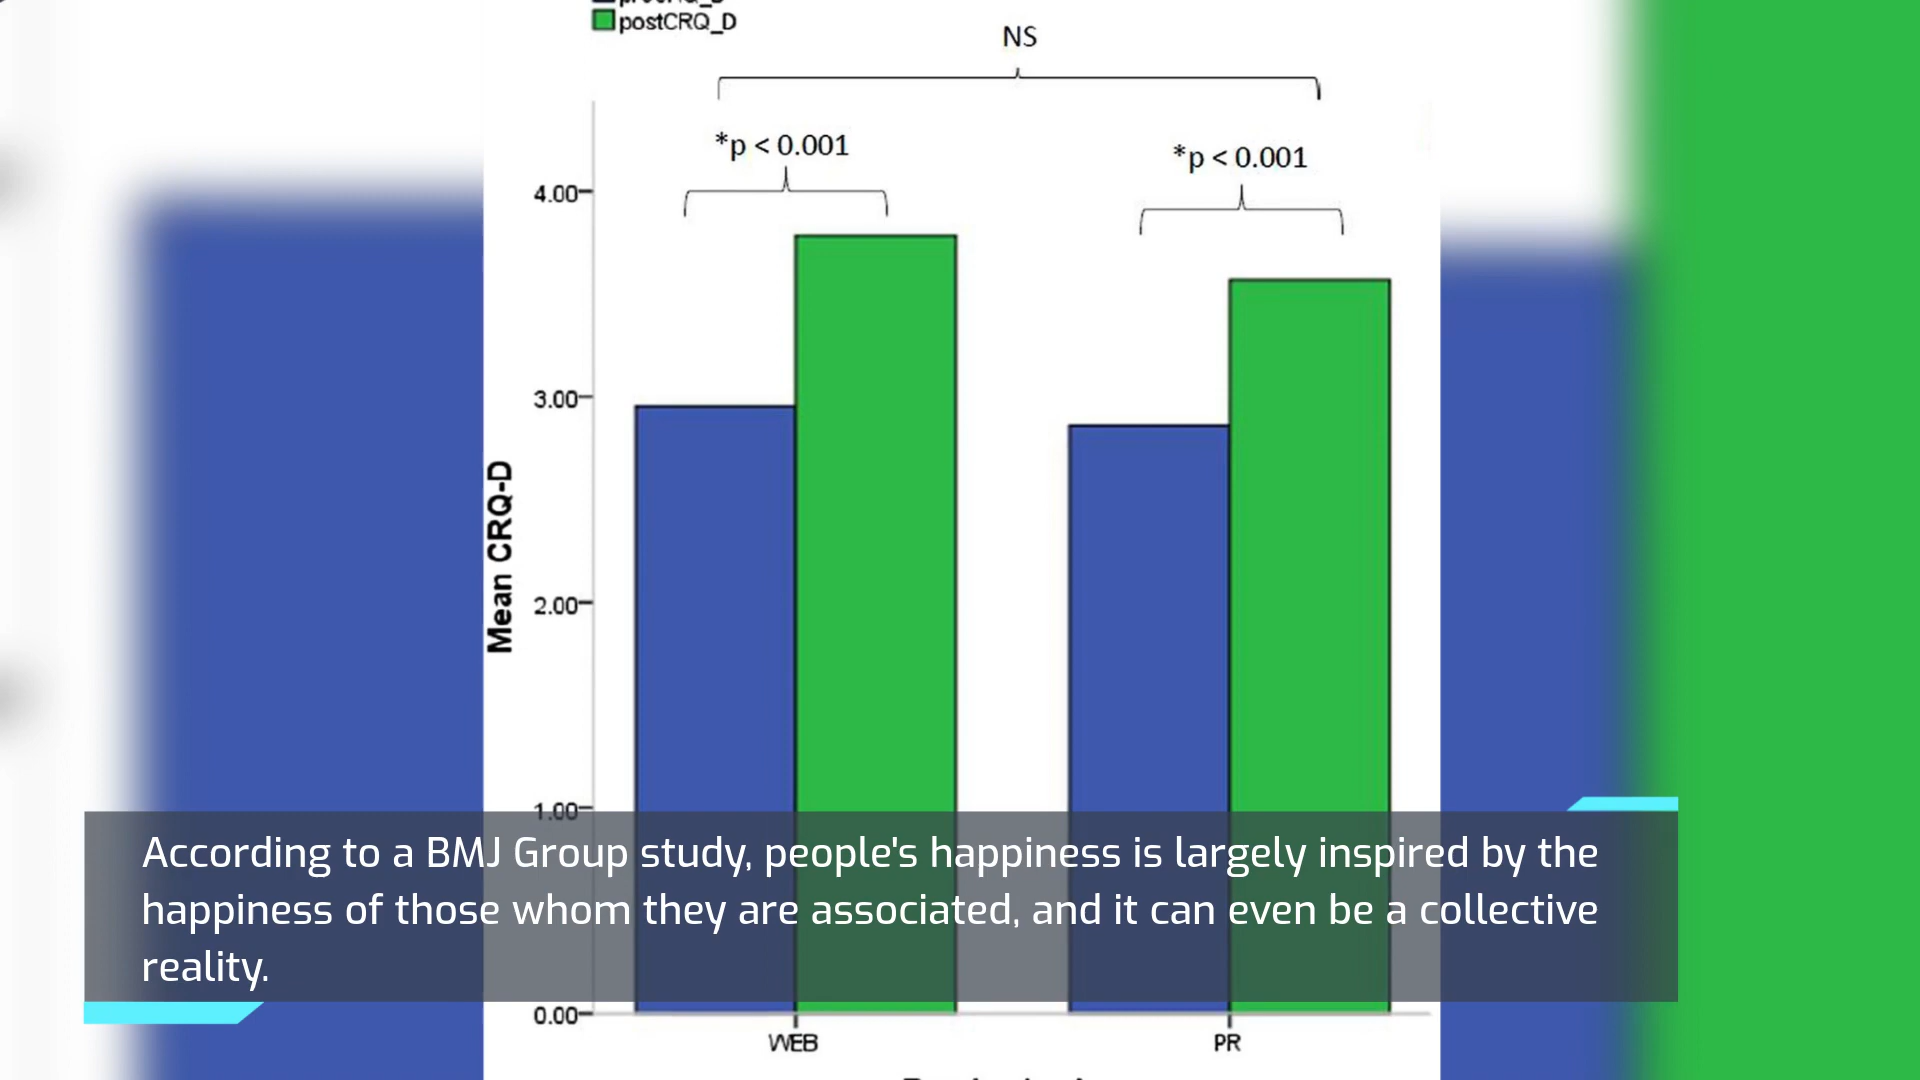 postCRQ_D
NS
*p < 0.001
*p < 0.001
4.00
3.00
2.00
1.00
0.00
Mean CRQ-D
WEB
PR
According to a BMJ Group study, people's happiness is largely inspired by the
happiness of those whom they are associated, and it can even be a collective
reality.